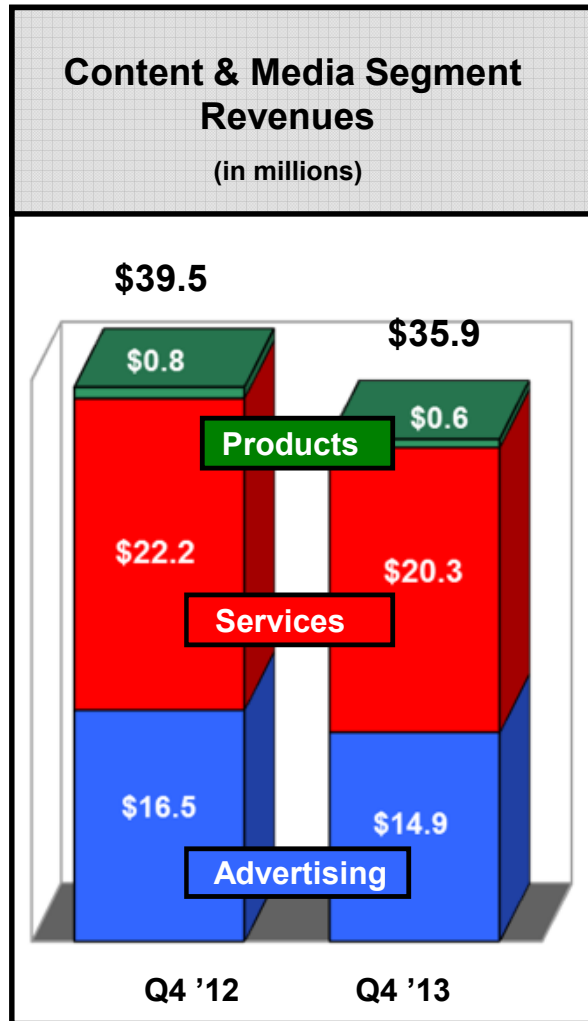 Content & Media Segment
Revenues
(in millions)
$39.5
$35.9
$0.8
$0.6
Products
$22.2
$20.3
Services
$16.5
$14.9
Advertising
Q4 ’12
Q4 ’13